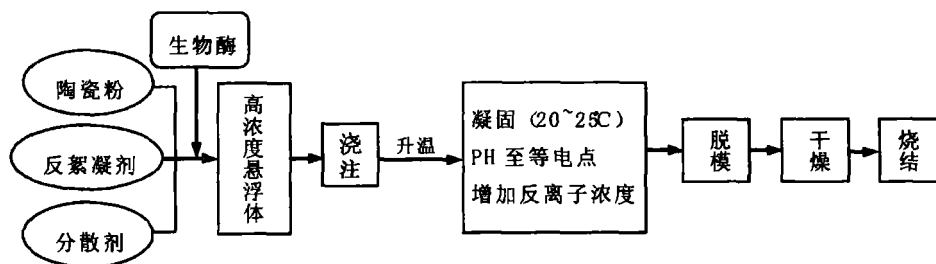 生物酶
陶瓷粉
反絮凝剂
分散剂
高浓度悬浮体
浇注
升温
凝固 (20~25℃)
PH 至等电点
增加反离子浓度
脱模
干燥
烧结